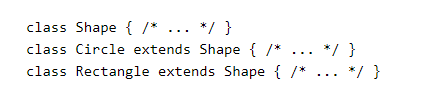 class Shape { /* ... */ }
class Circle extends Shape { /* ... */ }
class Rectangle extends Shape { /* ... */ }